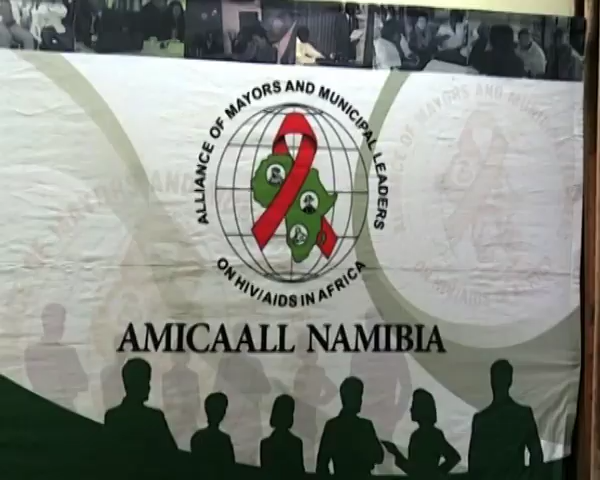 ALLIANCE OF MAYORS AND MUNICIPAL LEADERS
ON HIV/AIDS IN AFRICA
AMICAALL NAMIBIA